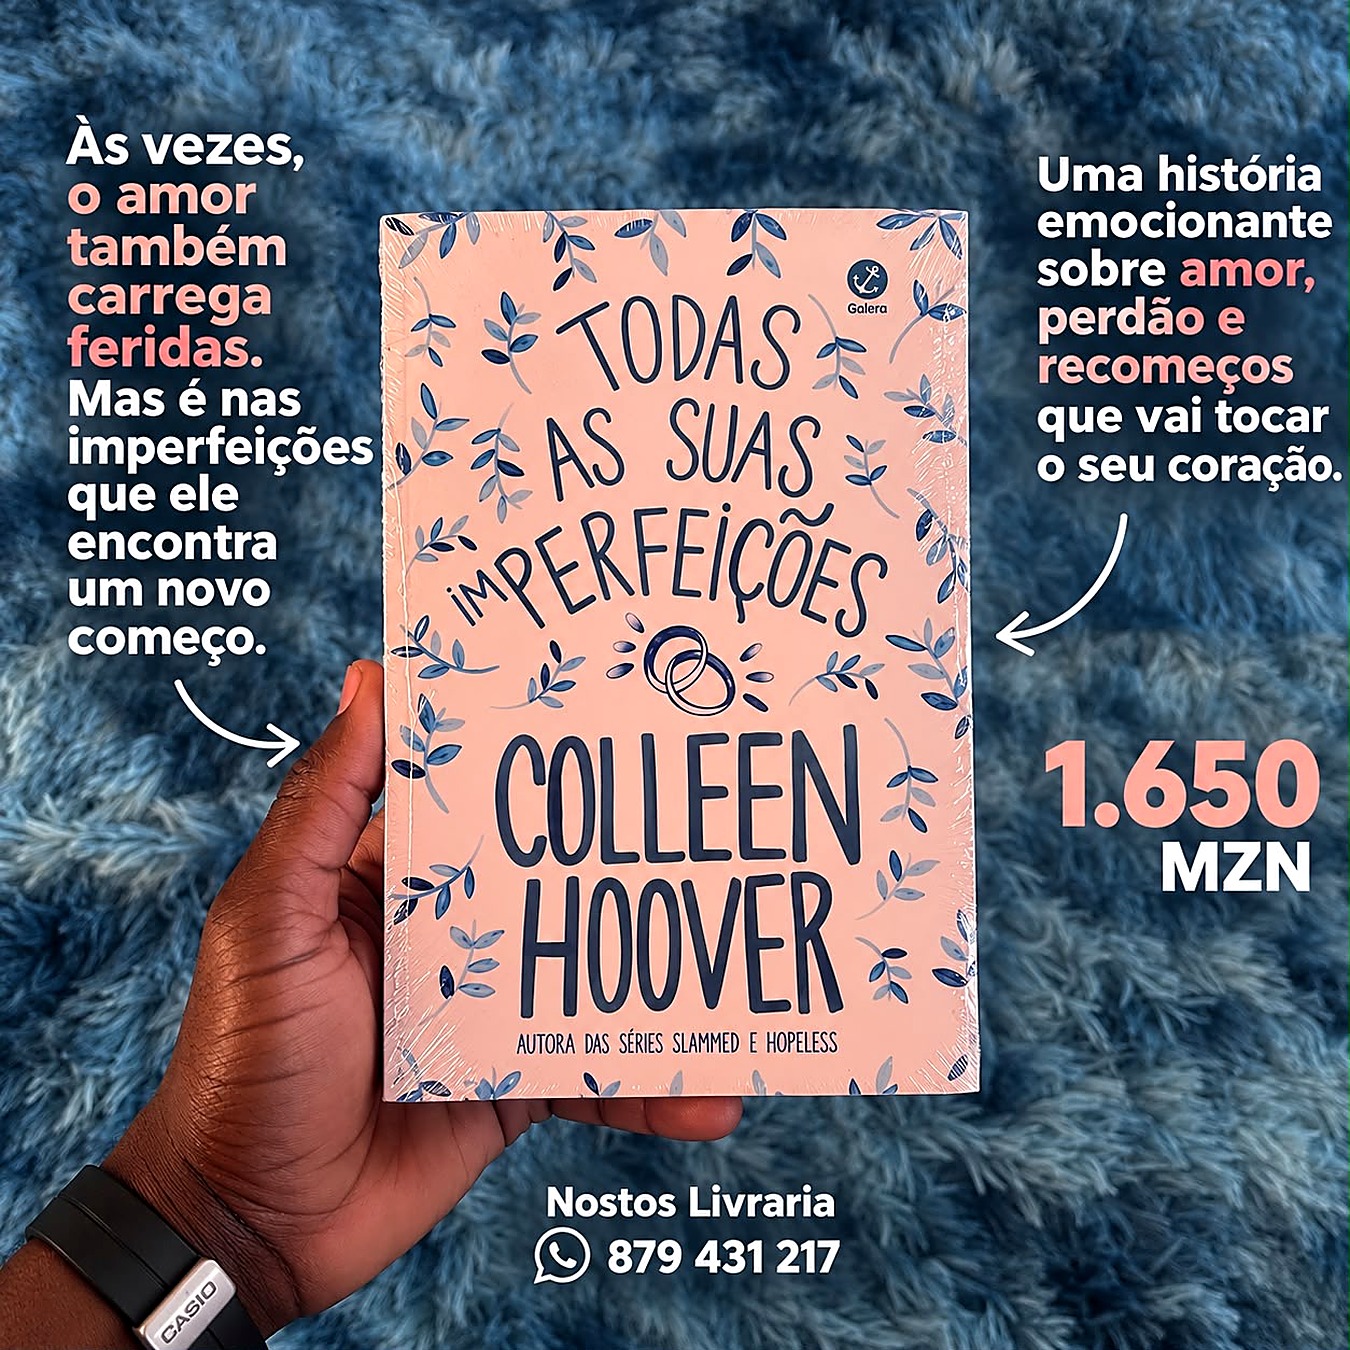 Às vezes,
o amor
também
carrega
feridas.
Mas é nas
imperfeições
que ele
encontra
um novo
começo.
Uma história
emocionante
sobre amor,
perdão e
recomeços
que vai tocar
o seu coração.
1.650
MZN
Galera
TODAS
AS SUAS
iMPERFEiÇÕES
COLLEEN
HOOVER
AUTORA DAS SÉRIES SLAMMED E HOPELESS
Nostos Livraria
879 431 217
CASIO